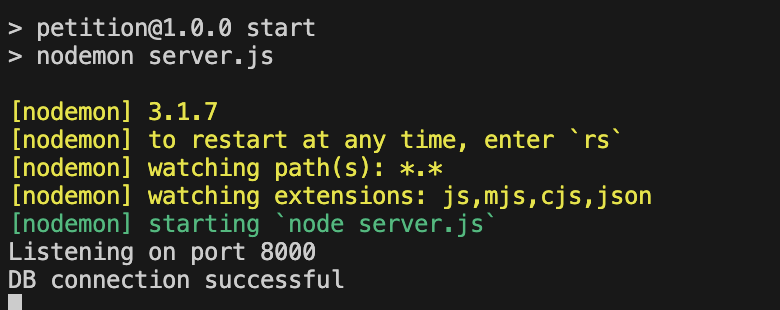 > petition@1.0.0 start
> nodemon server.js
[nodemon] 3.1.7
[nodemon] to restart at any time, enter `rs`
[nodemon] watching path(s): *.*
[nodemon] watching extensions: js,mjs,cjs,json
[nodemon] starting `node server.js`
Listening on port 8000
DB connection successful